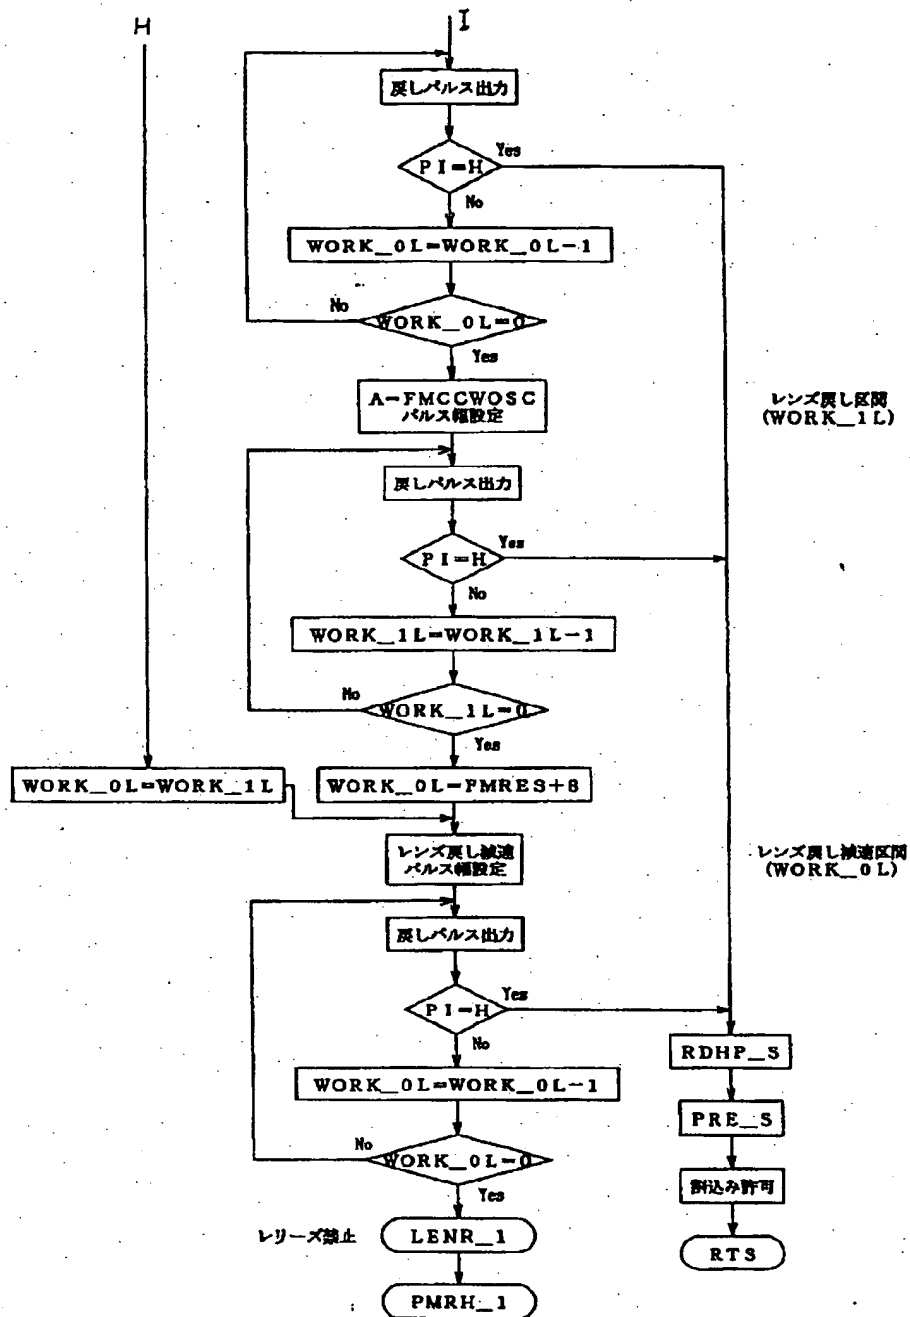 H
I
戻しパルス出力
PI=H
Yes
No
WORK_0L=WORK_0L-1
No
WORK_0L=0
Yes
A=FMCCWOSC
パルス幅設定
レンズ戻し区間
(WORK_1L)
戻しパルス出力
PI=H
Yes
No
WORK_1L=WORK_1L-1
No
WORK_1L=0
Yes
WORK_0L=WORK_1L
WORK_0L=FMRES+8
レンズ戻し減速
パルス幅設定
レンズ戻し減速区間
(WORK_0L)
戻しパルス出力
PI=H
Yes
No
RDHP_S
WORK_0L=WORK_0L-1
PRE_S
No
WORK_0L=0
Yes
割込み許可
レリーズ禁止
LENR_1
RTS
PMRH_1